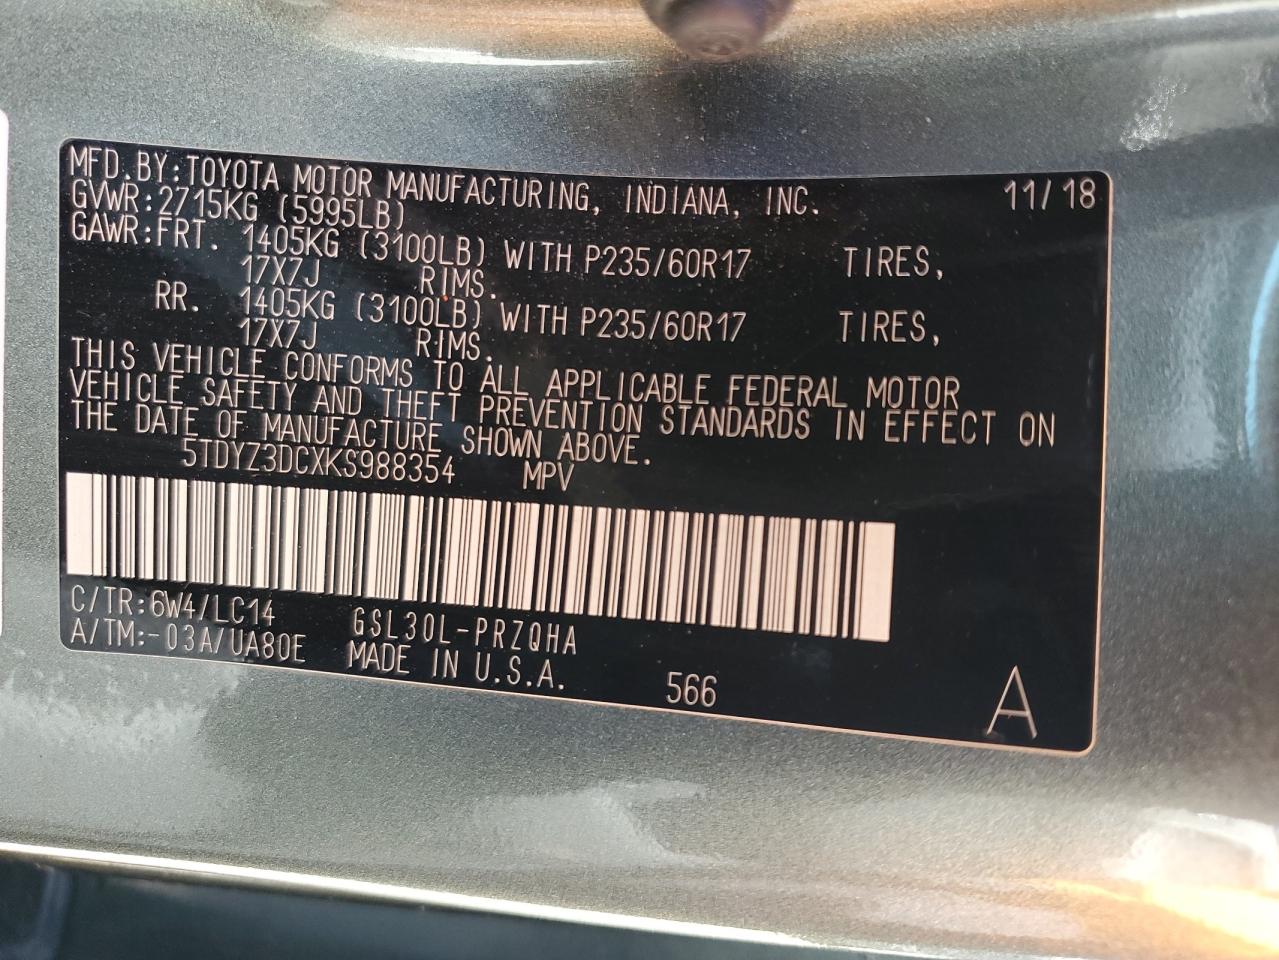 MFD.BY:TOYOTA MOTOR MANUFACTURING, INDIANA, INC. 11/18
GVWR:2715KG (5995LB)
GAWR:FRT. 1405KG (3100LB) WITH P235/60R17 TIRES,
17X7J RIMS.
RR. 1405KG (3100LB) WITH P235/60R17 TIRES,
17X7J RIMS.
THIS VEHICLE CONFORMS TO ALL APPLICABLE FEDERAL MOTOR
VEHICLE SAFETY AND THEFT PREVENTION STANDARDS IN EFFECT ON
THE DATE OF MANUFACTURE SHOWN ABOVE.
5TDYZ3DCXKS988354 MPV
C/TR:6W4/LC14 GSL30L-PRZQHA
A/TM:-03A/UA80E MADE IN U.S.A. 566 A